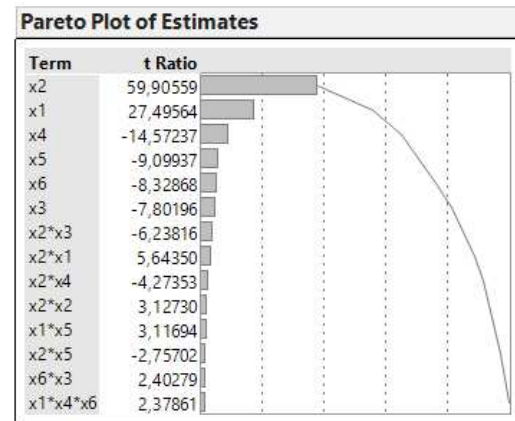 Pareto Plot of Estimates
Term t Ratio
x2 59,90559
x1 27,49564
x4 -14,57237
x5 -9,09937
x6 -8,32868
x3 -7,80196
x2*x3 -6,23816
x2*x1 5,64350
x2*x4 -4,27353
x2*x2 3,12730
x1*x5 3,11694
x2*x5 -2,75702
x6*x3 2,40279
x1*x4*x6 2,37861